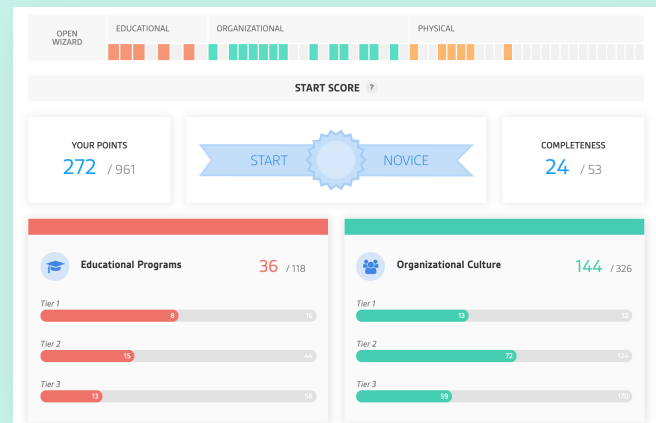 OPEN
WIZARD
EDUCATIONAL
ORGANIZATIONAL
PHYSICAL
START SCORE ?
YOUR POINTS
272 / 961
START
NOVICE
COMPLETENESS
24 / 53
Educational Programs
36 / 118
Tier 1
8
16
Tier 2
15
44
Tier 3
13
58
Organizational Culture
144 / 326
Tier 1
13
32
Tier 2
72
124
Tier 3
59
170